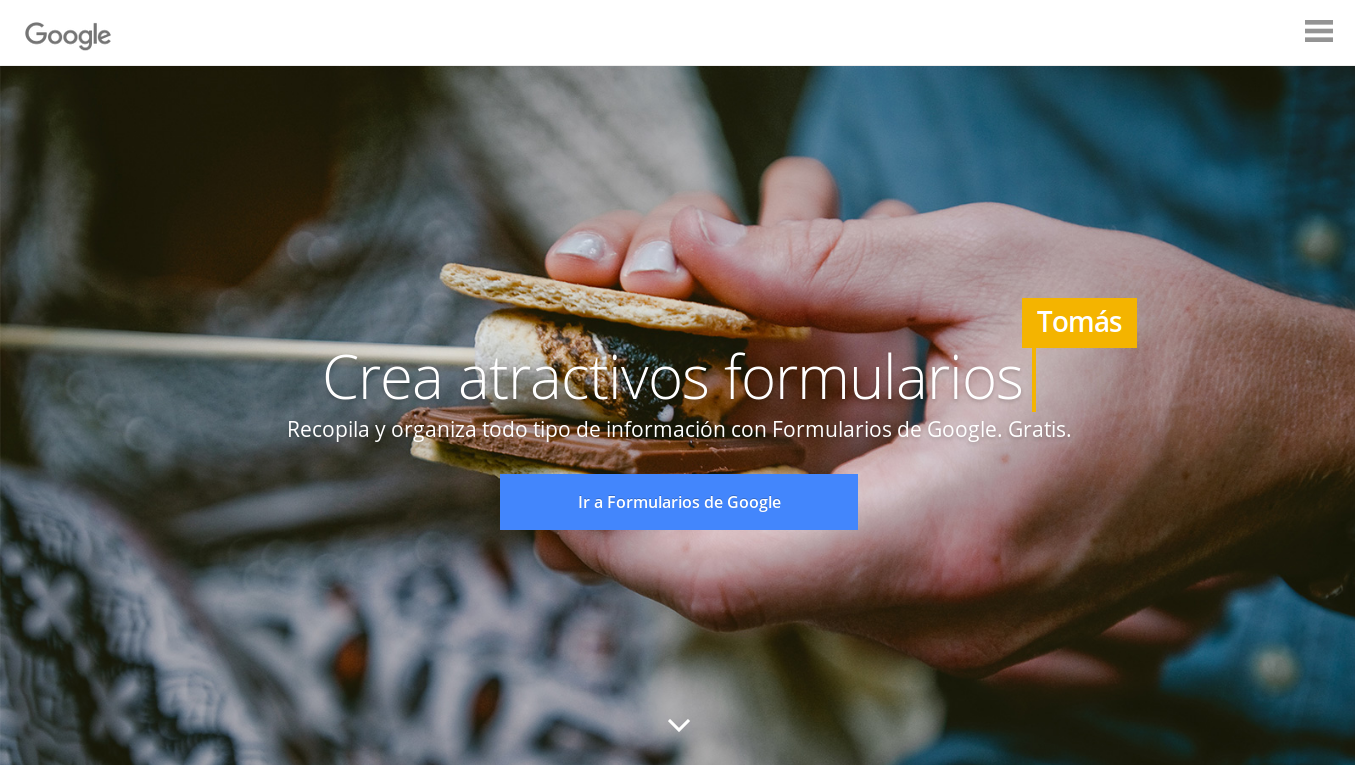 Google
Tomás
Crea atractivos formularios
Recopila y organiza todo tipo de información con Formularios de Google. Gratis.
Ir a Formularios de Google